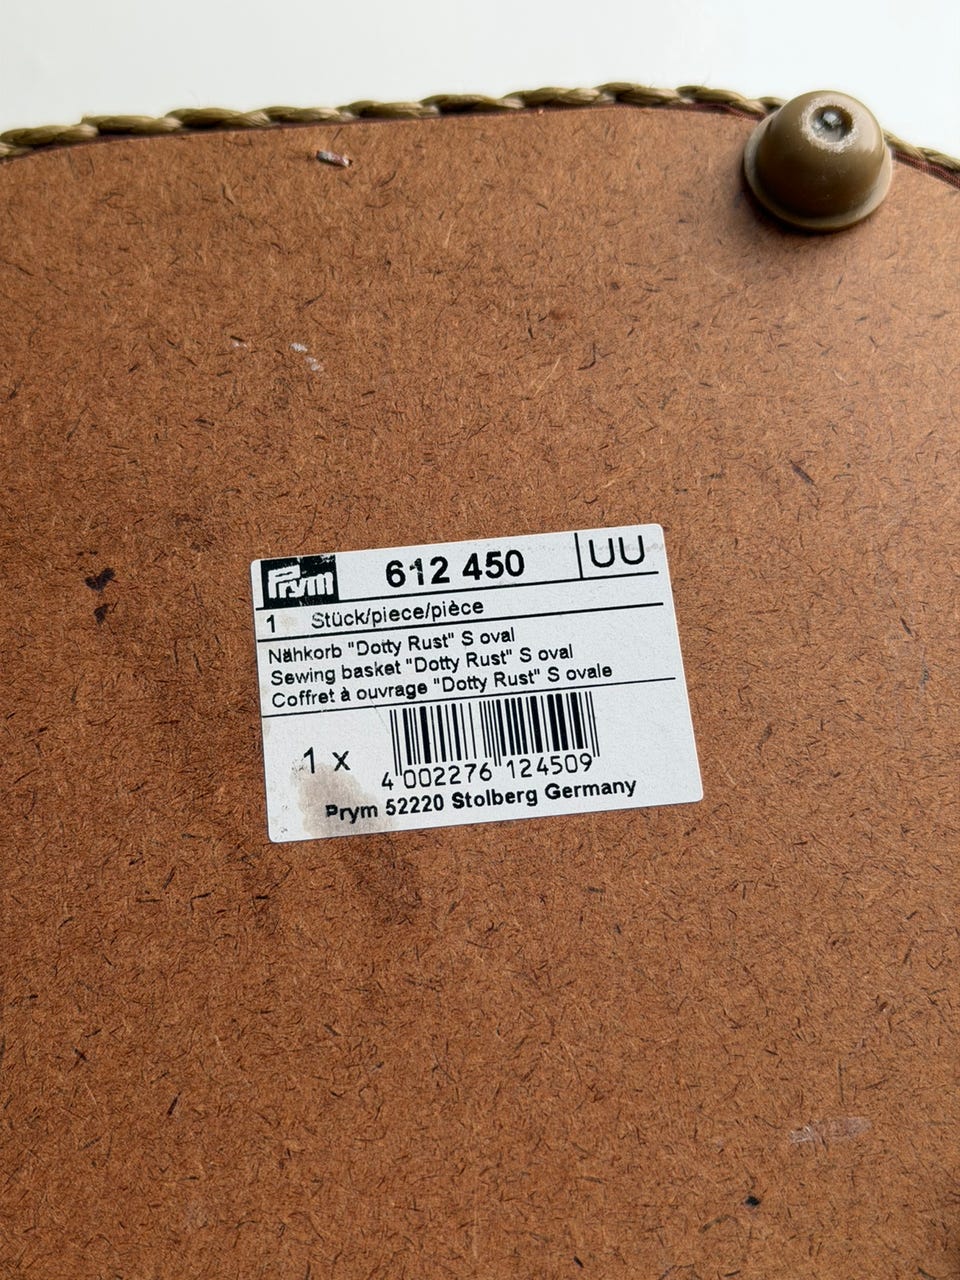 Prym 612 450 UU
1 Stück/piece/pièce
Nähkorb "Dotty Rust" S oval
Sewing basket "Dotty Rust" S oval
Coffret à ouvrage "Dotty Rust" S ovale
1 x
4 002276 124509
Prym 52220 Stolberg Germany